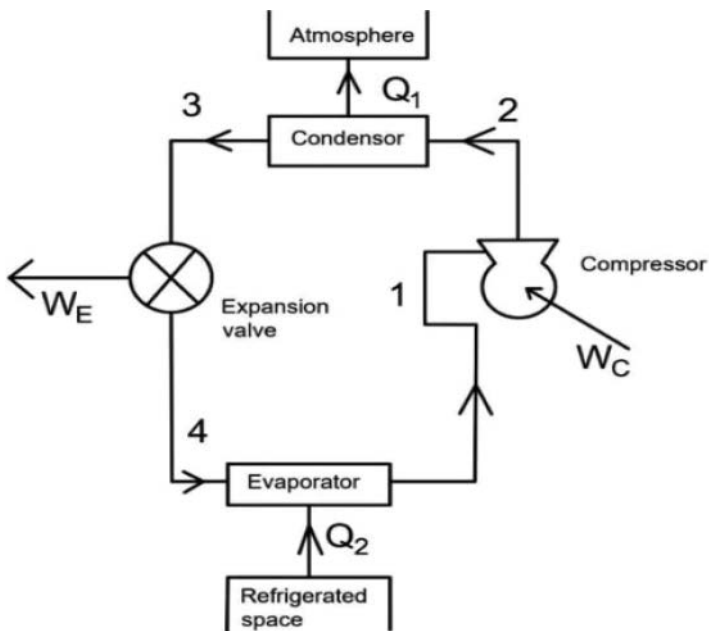 Atmosphere
Q1
3
2
Condensor
Compressor
1
WE
Expansion
valve
WC
4
Evaporator
Q2
Refrigerated
space